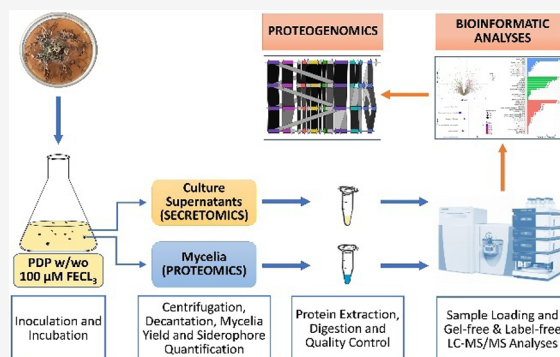 PROTEOGENOMICS
BIOINFORMATIC
ANALYSES
Culture
Supernatants
(SECRETOMICS)
Mycelia
(PROTEOMICS)
PDP w/wo
100 µM FECL₃
Inoculation and
Incubation
Centrifugation,
Decantation, Mycelia
Yield and Siderophore
Quantification
Protein Extraction,
Digestion and
Quality Control
Sample Loading and
Gel-free & Label-free
LC-MS/MS Analyses